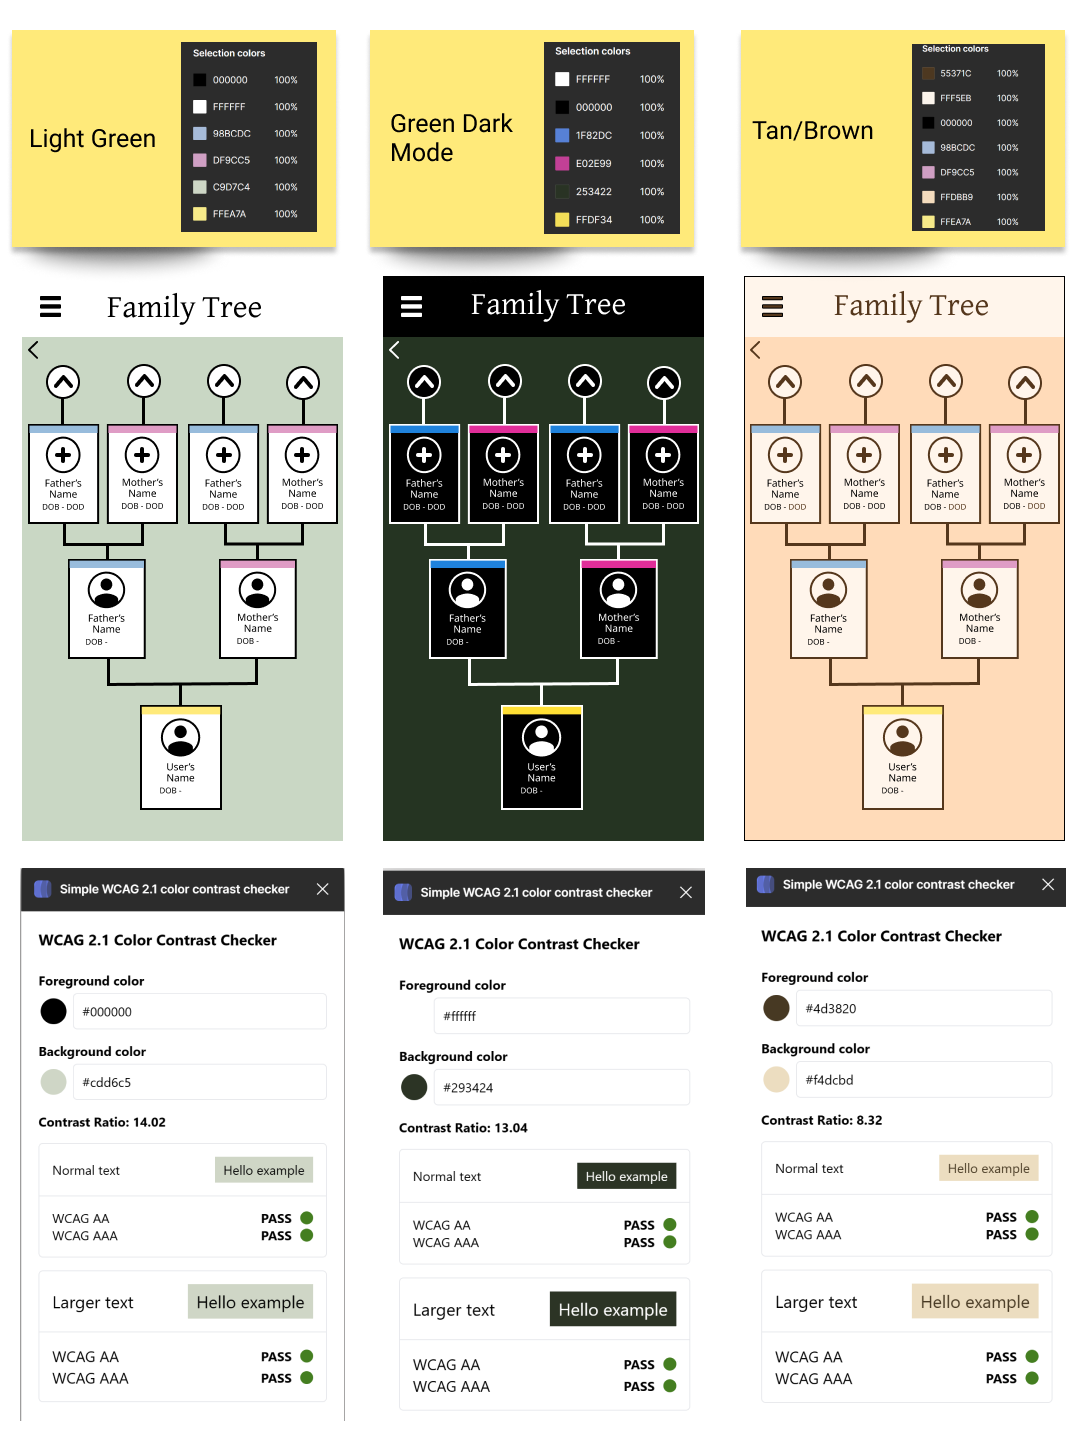 Light Green
Selection colors
000000 100%
FFFFFF 100%
98BCDC 100%
DF9CC5 100%
C9D7C4 100%
FFEA7A 100%
Green Dark
Mode
Selection colors
FFFFFF 100%
000000 100%
1F82DC 100%
E02E99 100%
253422 100%
FFDF34 100%
Tan/Brown
Selection colors
55371C 100%
FFF5EB 100%
000000 100%
98BCDC 100%
DF9CC5 100%
FFDBB9 100%
FFEA7A 100%
Family Tree
Father's
Name
DOB - DOD
Mother's
Name
DOB - DOD
Father's
Name
DOB - DOD
Mother's
Name
DOB - DOD
Father's
Name
DOB -
Mother's
Name
DOB -
User's
Name
DOB -
Family Tree
Father's
Name
DOB - DOD
Mother's
Name
DOB - DOD
Father's
Name
DOB - DOD
Mother's
Name
DOB - DOD
Father's
Name
DOB -
Mother's
Name
DOB -
User's
Name
DOB -
Family Tree
Father's
Name
DOB - DOD
Mother's
Name
DOB - DOD
Father's
Name
DOB - DOD
Mother's
Name
DOB - DOD
Father's
Name
DOB -
Mother's
Name
DOB -
User's
Name
DOB -
Simple WCAG 2.1 color contrast checker
WCAG 2.1 Color Contrast Checker
Foreground color
#000000
Background color
#cdd6c5
Contrast Ratio: 14.02
Normal text Hello example
WCAG AA PASS
WCAG AAA PASS
Larger text Hello example
WCAG AA PASS
WCAG AAA PASS
Simple WCAG 2.1 color contrast checker
WCAG 2.1 Color Contrast Checker
Foreground color
#ffffff
Background color
#293424
Contrast Ratio: 13.04
Normal text Hello example
WCAG AA PASS
WCAG AAA PASS
Larger text Hello example
WCAG AA PASS
WCAG AAA PASS
Simple WCAG 2.1 color contrast checker
WCAG 2.1 Color Contrast Checker
Foreground color
#4d3820
Background color
#f4dcbd
Contrast Ratio: 8.32
Normal text Hello example
WCAG AA PASS
WCAG AAA PASS
Larger text Hello example
WCAG AA PASS
WCAG AAA PASS